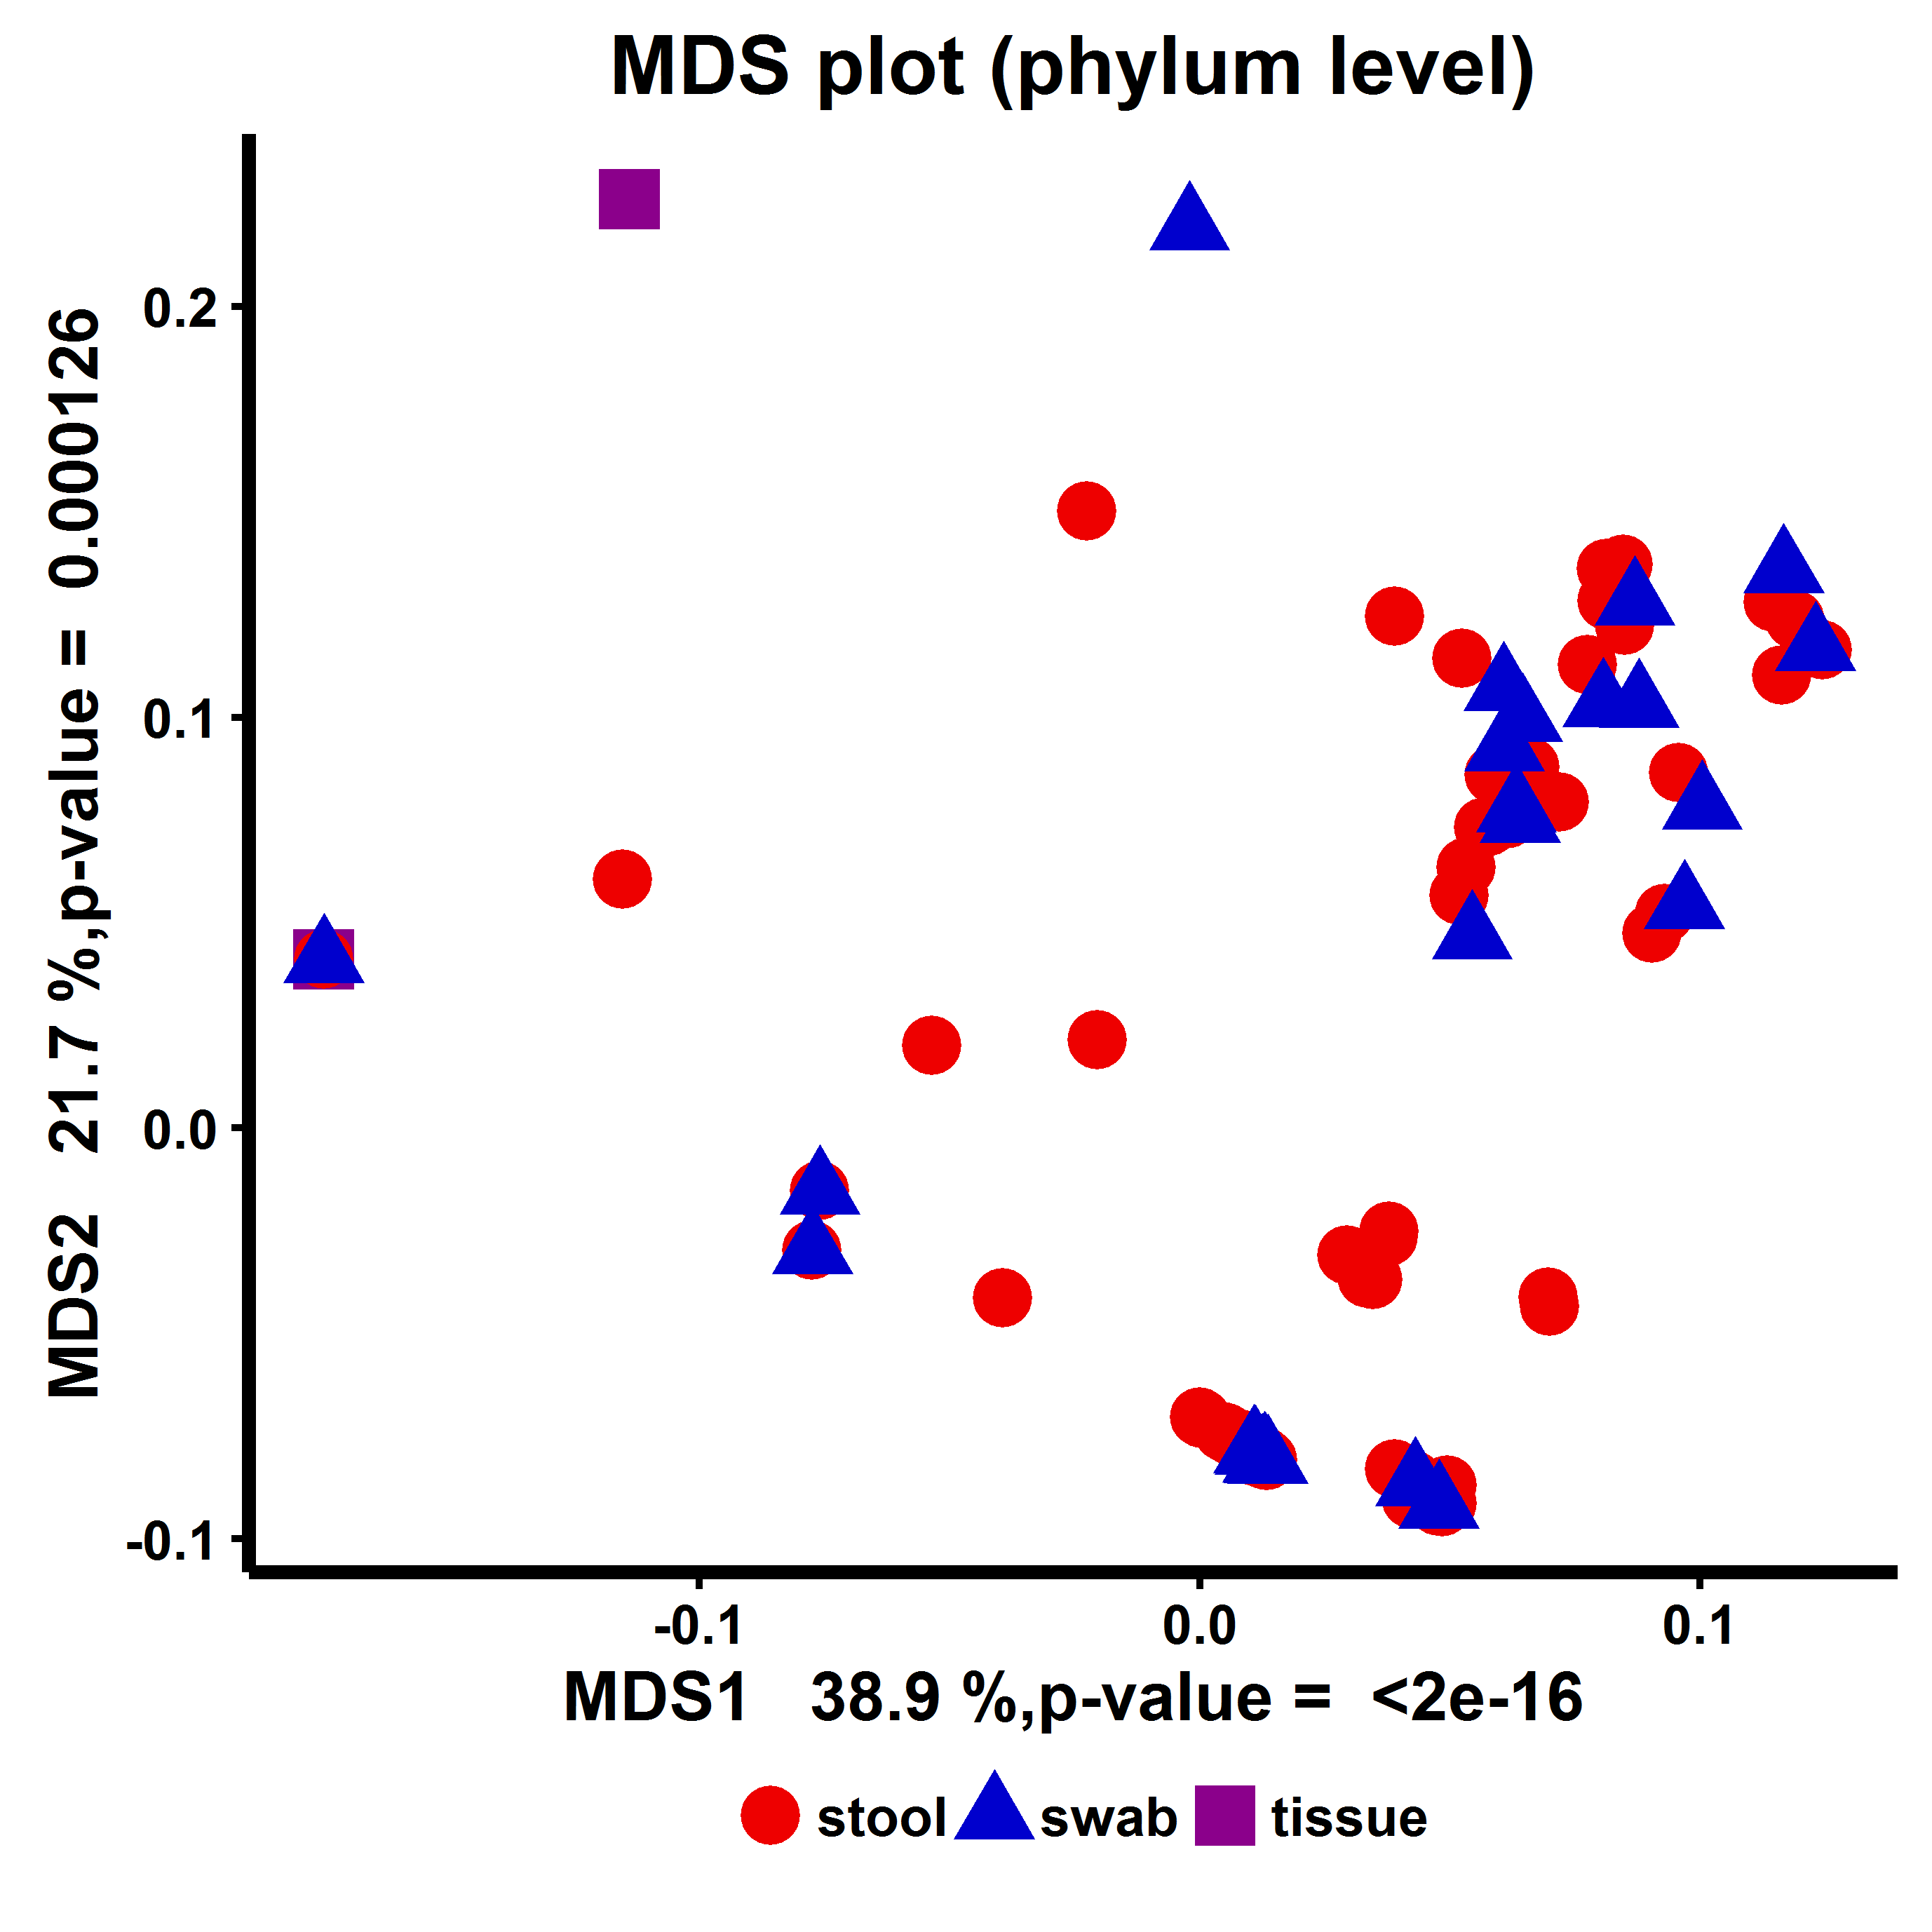 MDS plot (phylum level)
MDS2 21.7 %,p-value = 0.000126
0.2
0.1
0.0
-0.1
-0.1 0.0 0.1
MDS1 38.9 %,p-value = <2e-16
stool swab tissue